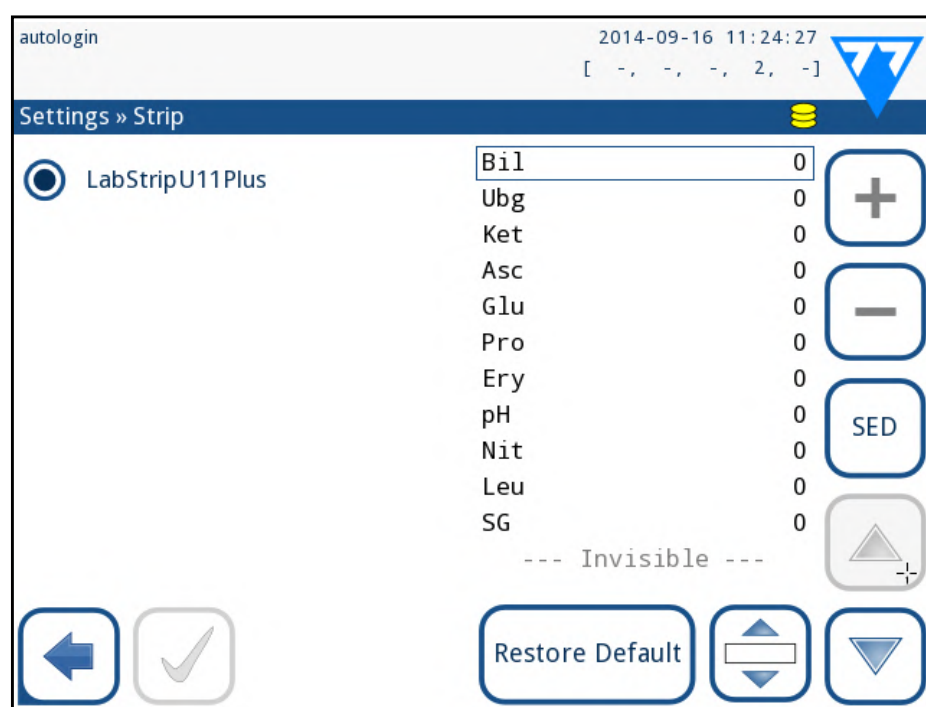 autologin
2014-09-16 11:24:27
[ -, -, -, 2, -]
Settings » Strip
LabStripU11Plus
Bil 0
Ubg 0
Ket 0
Asc 0
Glu 0
Pro 0
Ery 0
pH 0
Nit 0
Leu 0
SG 0
--- Invisible ---
SED
Restore Default